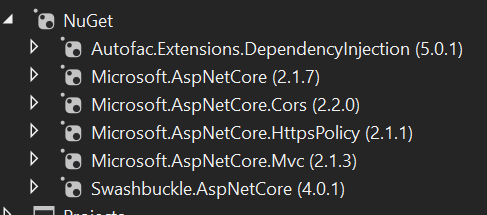 NuGet
Autofac.Extensions.DependencyInjection (5.0.1)
Microsoft.AspNetCore (2.1.7)
Microsoft.AspNetCore.Cors (2.2.0)
Microsoft.AspNetCore.HttpsPolicy (2.1.1)
Microsoft.AspNetCore.Mvc (2.1.3)
Swashbuckle.AspNetCore (4.0.1)
Projects